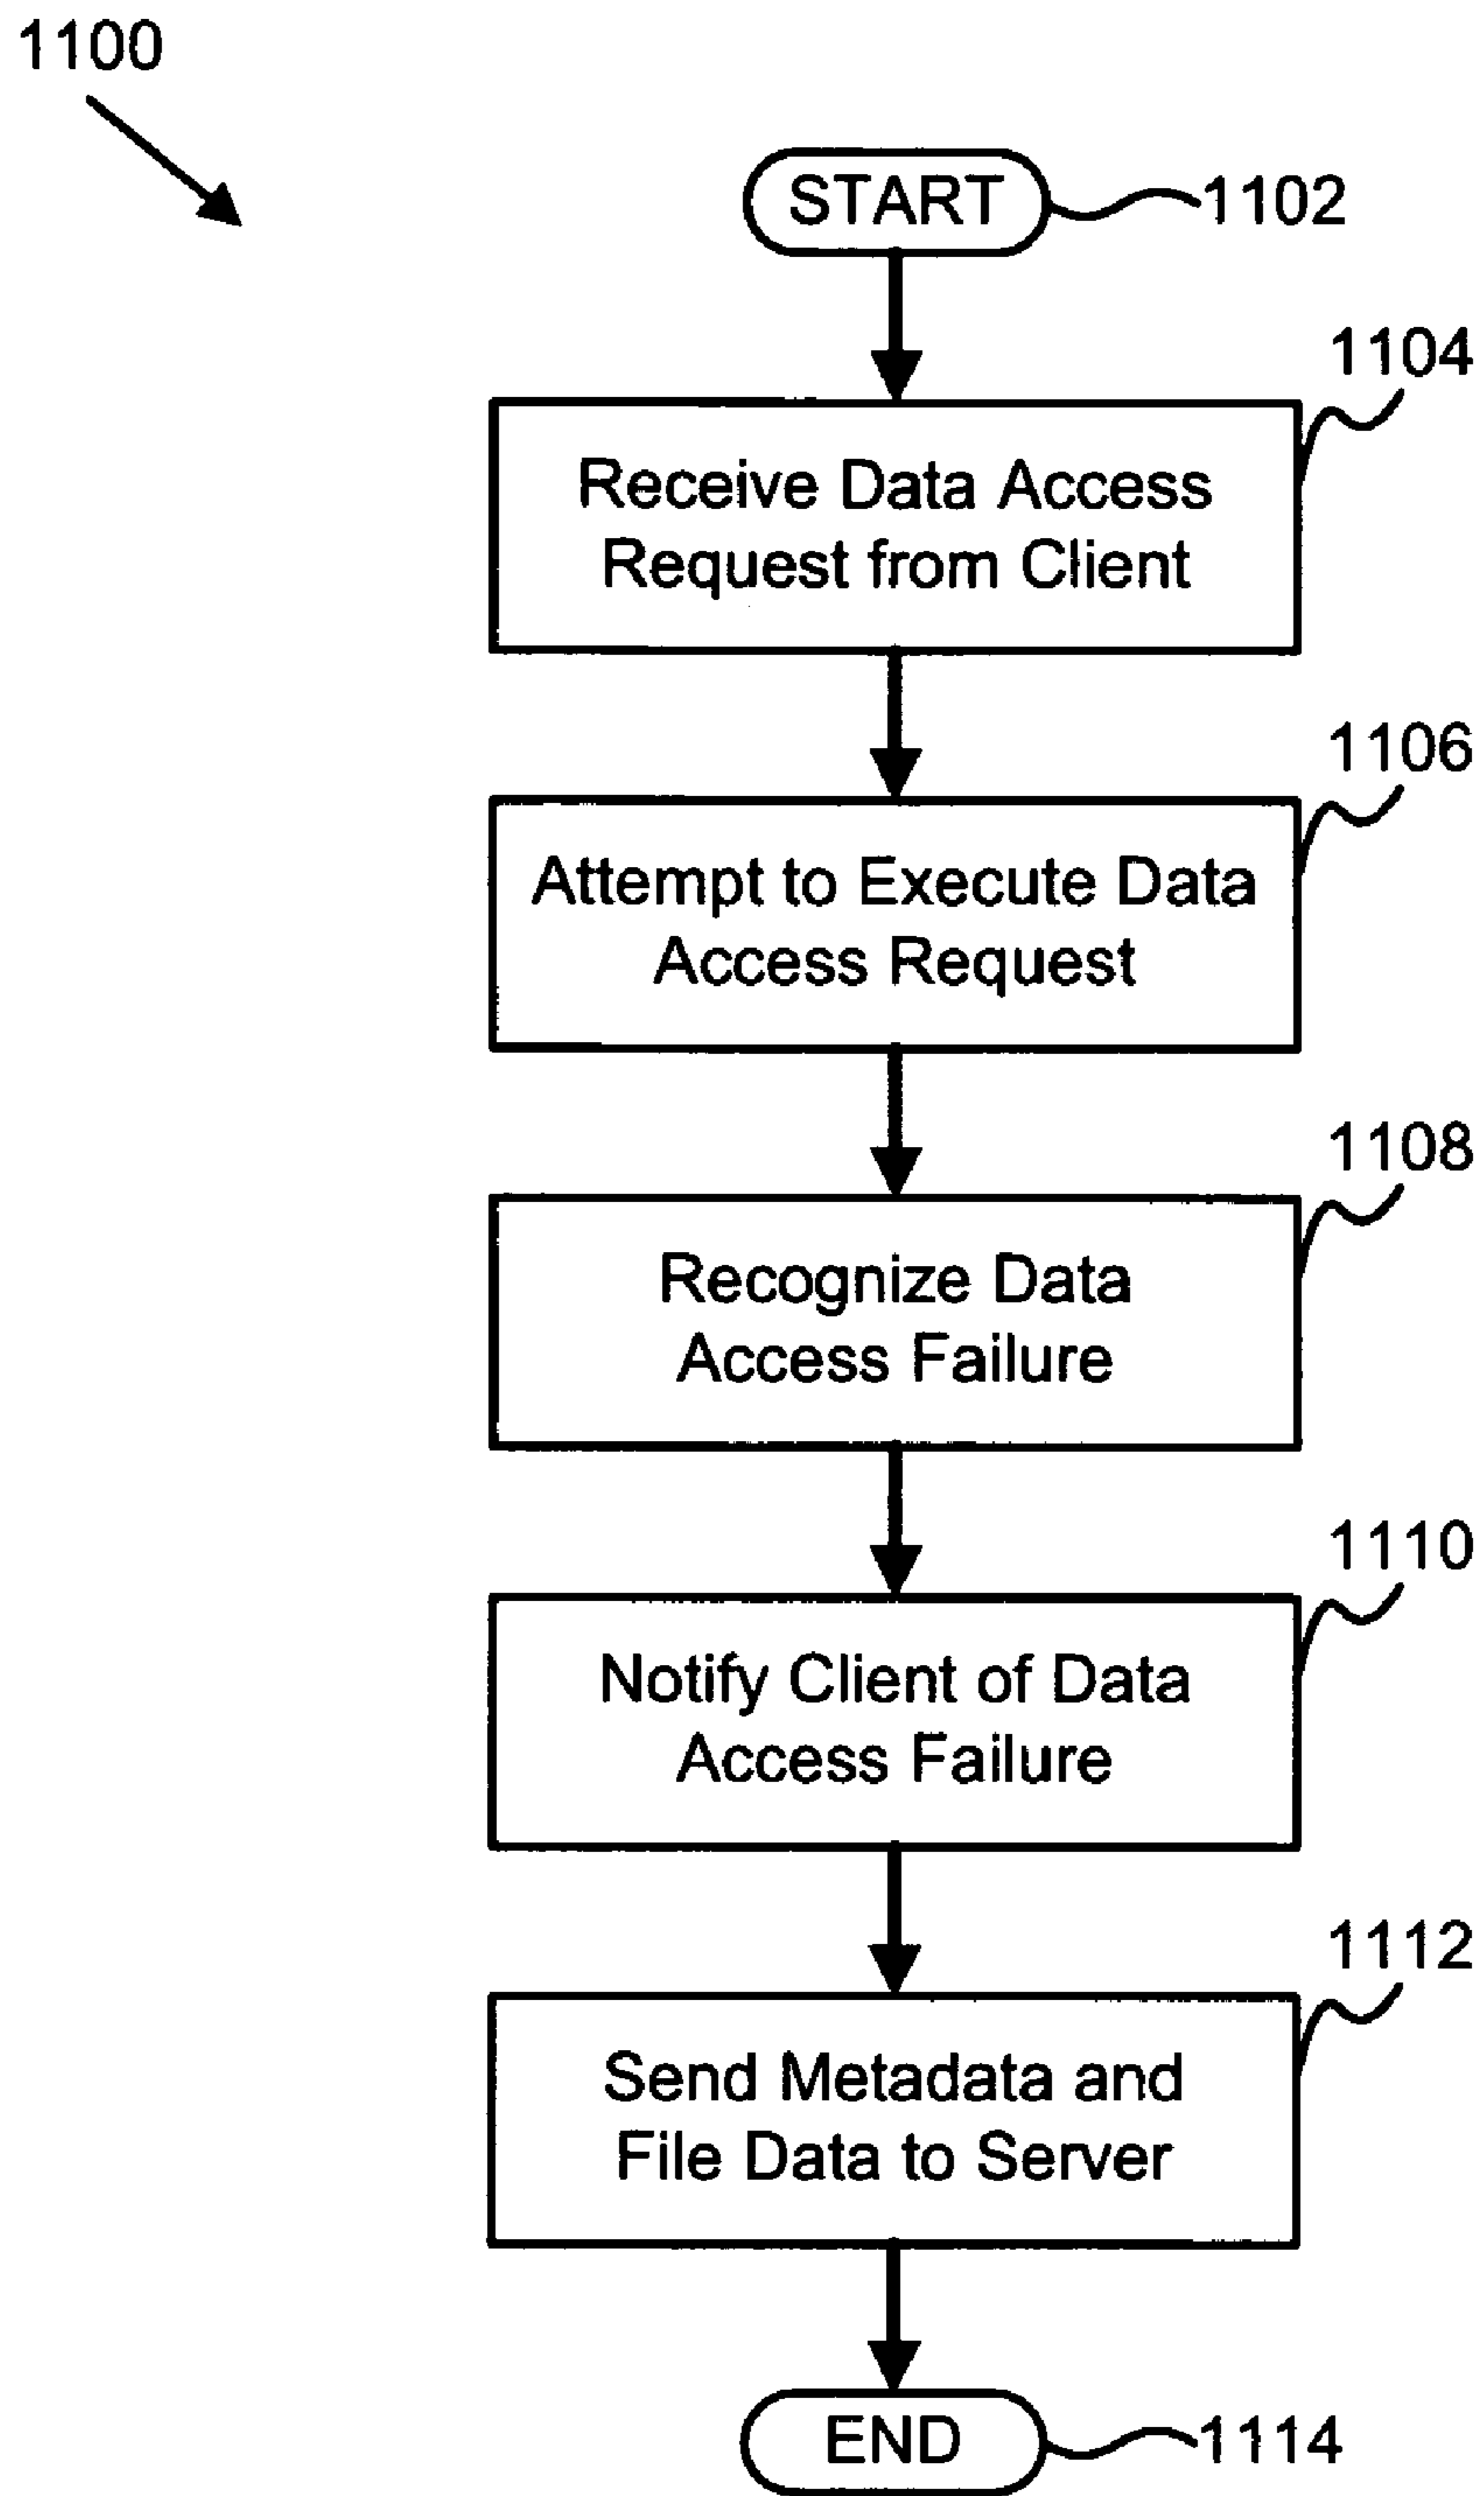 1100
START
1102
1104
Receive Data Access
Request from Client
1106
Attempt to Execute Data
Access Request
1108
Recognize Data
Access Failure
1110
Notify Client of Data
Access Failure
1112
Send Metadata and
File Data to Server
END
1114